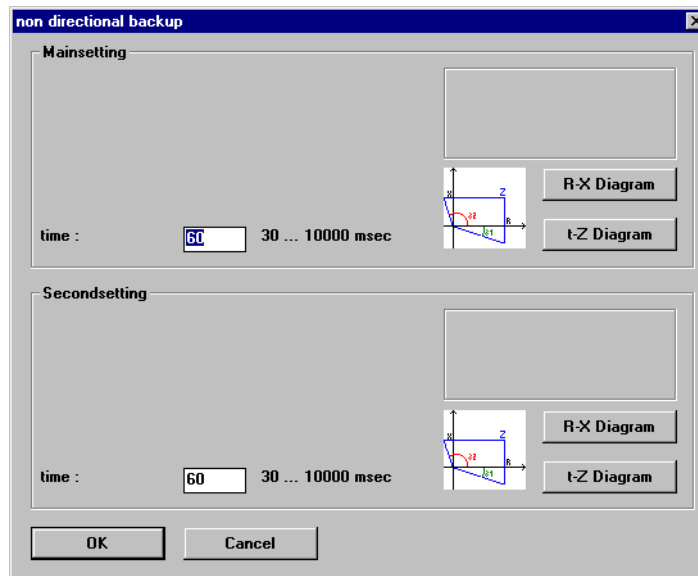 non directional backup
Mainsetting
X
Z
R
R-X Diagram
time :
60
30 ... 10000 msec
t-Z Diagram
Secondsetting
X
Z
R
R-X Diagram
time :
60
30 ... 10000 msec
t-Z Diagram
OK
Cancel